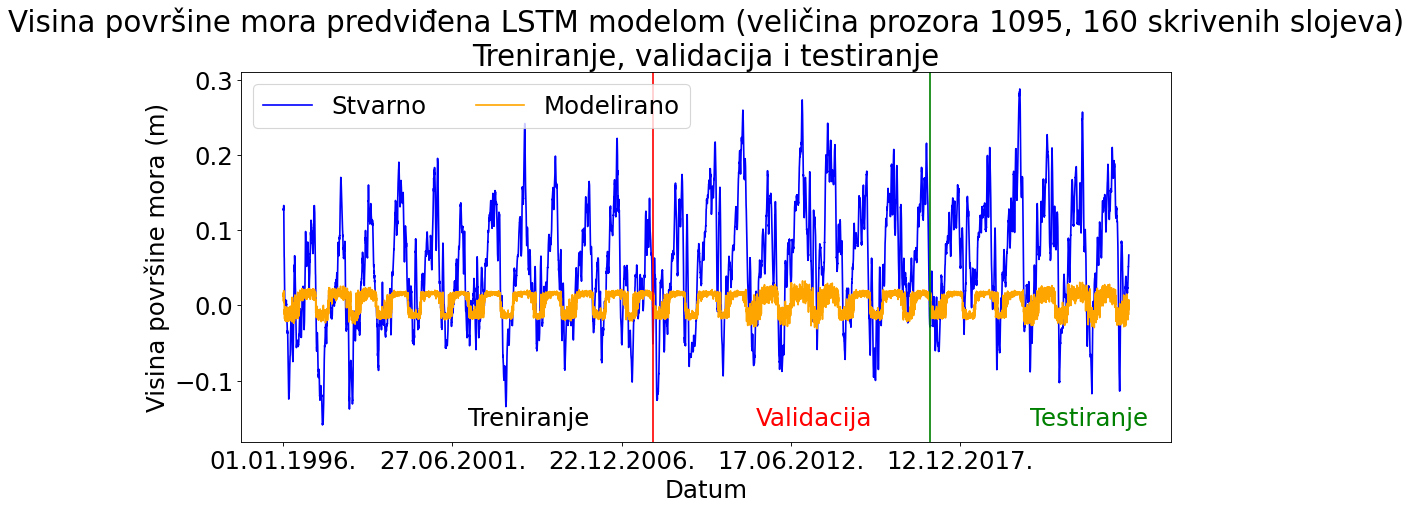 Visina površine mora predviđena LSTM modelom (veličina prozora 1095, 160 skrivenih slojeva)
Treniranje, validacija i testiranje
Stvarno
Modelirano
0.3
0.2
0.1
0.0
−0.1
Visina površine mora (m)
Treniranje
Validacija
Testiranje
01.01.1996.
27.06.2001.
22.12.2006.
17.06.2012.
12.12.2017.
Datum